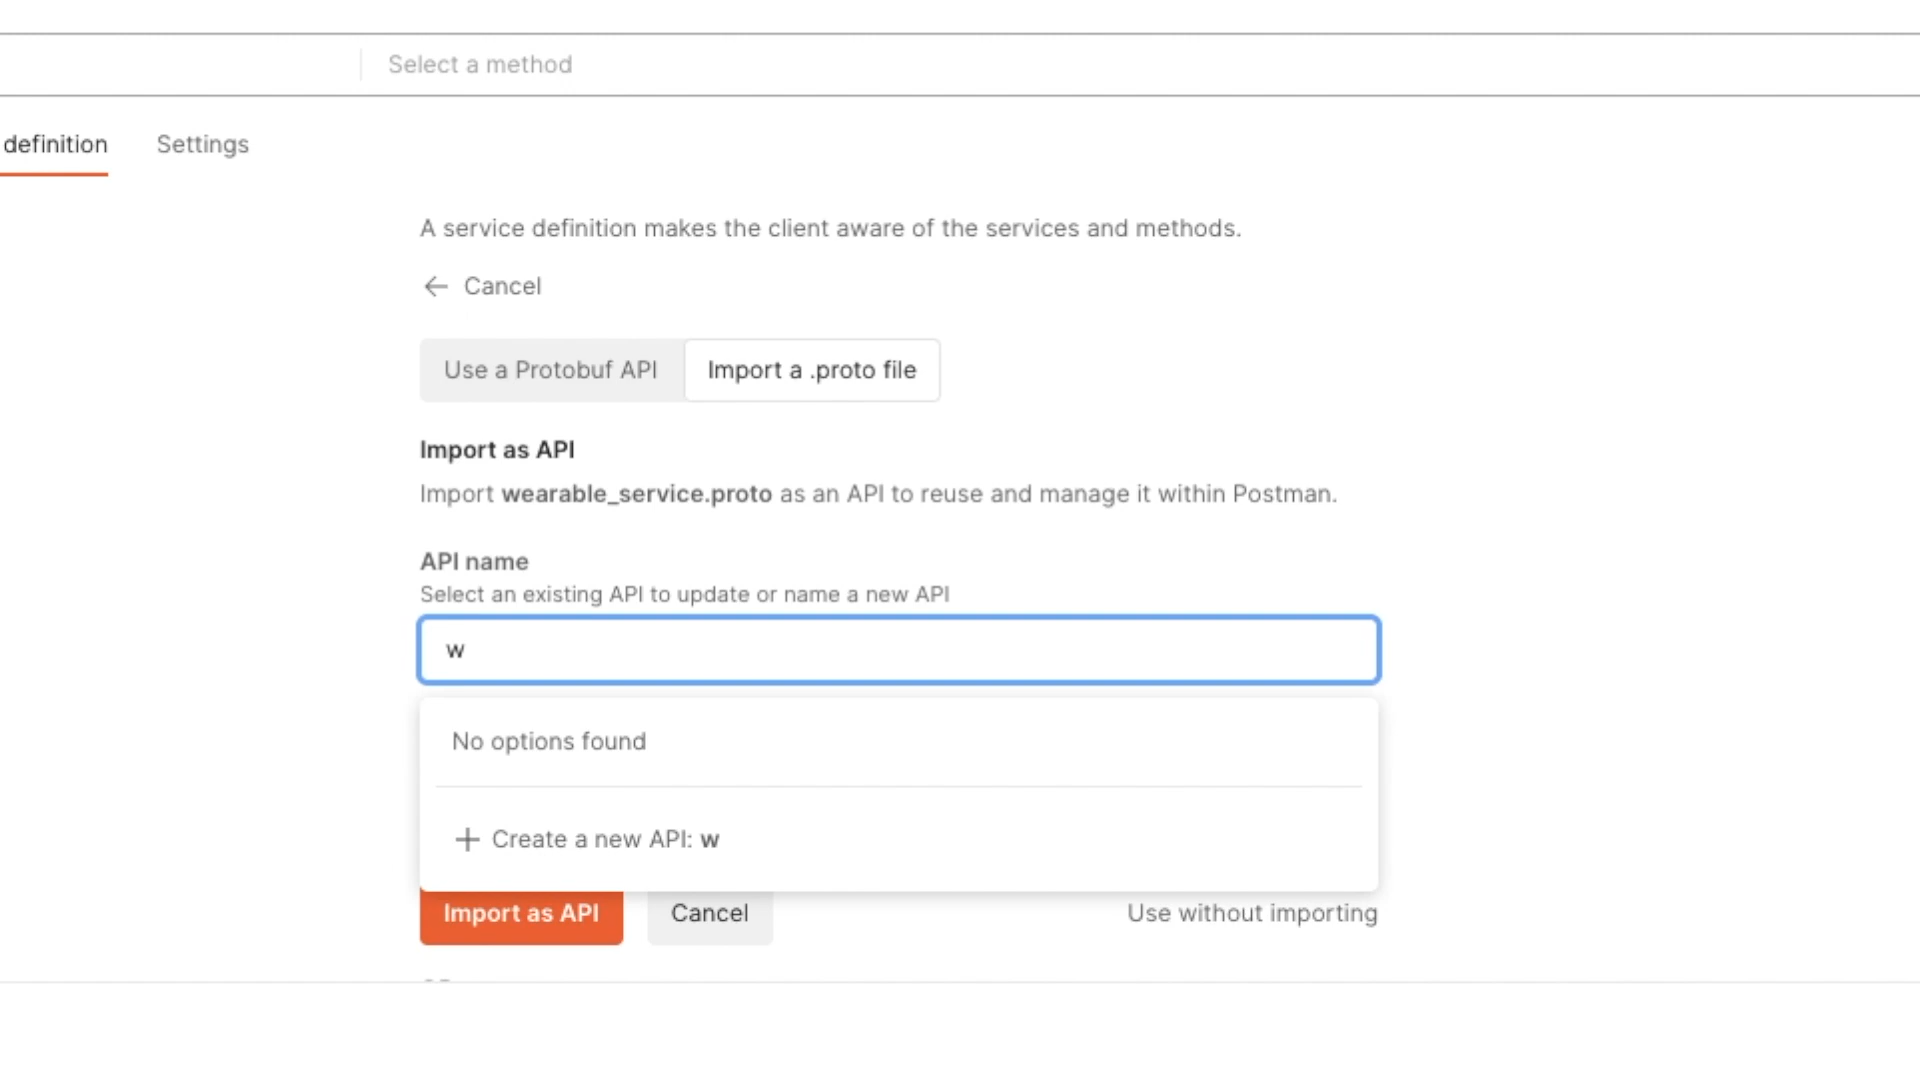 Select a method
definition Settings
A service definition makes the client aware of the services and methods.
← Cancel
Use a Protobuf API Import a .proto file
Import as API
Import wearable_service.proto as an API to reuse and manage it within Postman.
API name
Select an existing API to update or name a new API
w
No options found
+ Create a new API: w
Import as API Cancel Use without importing